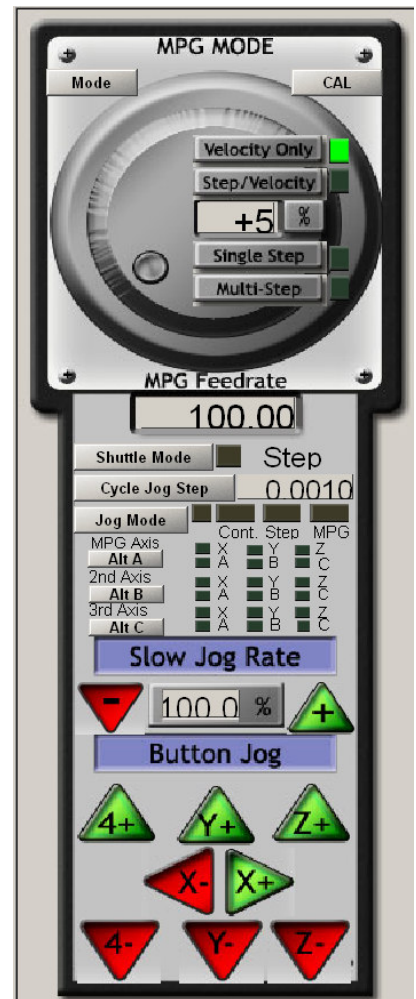 MPG MODE
Mode CAL
Velocity Only
Step/Velocity
+5 %
Single Step
Multi-Step
MPG Feedrate
100.00
Shuttle Mode Step
Cycle Jog Step 0.0010
Jog Mode
Cont. Step MPG
MPG Axis X Y Z
Alt A A B C
2nd Axis X Y Z
Alt B A B C
3rd Axis X Y Z
Alt C A B C
Slow Jog Rate
- 100.0 % +
Button Jog
4+ Y+ Z+
X- X+
4- Y- Z-